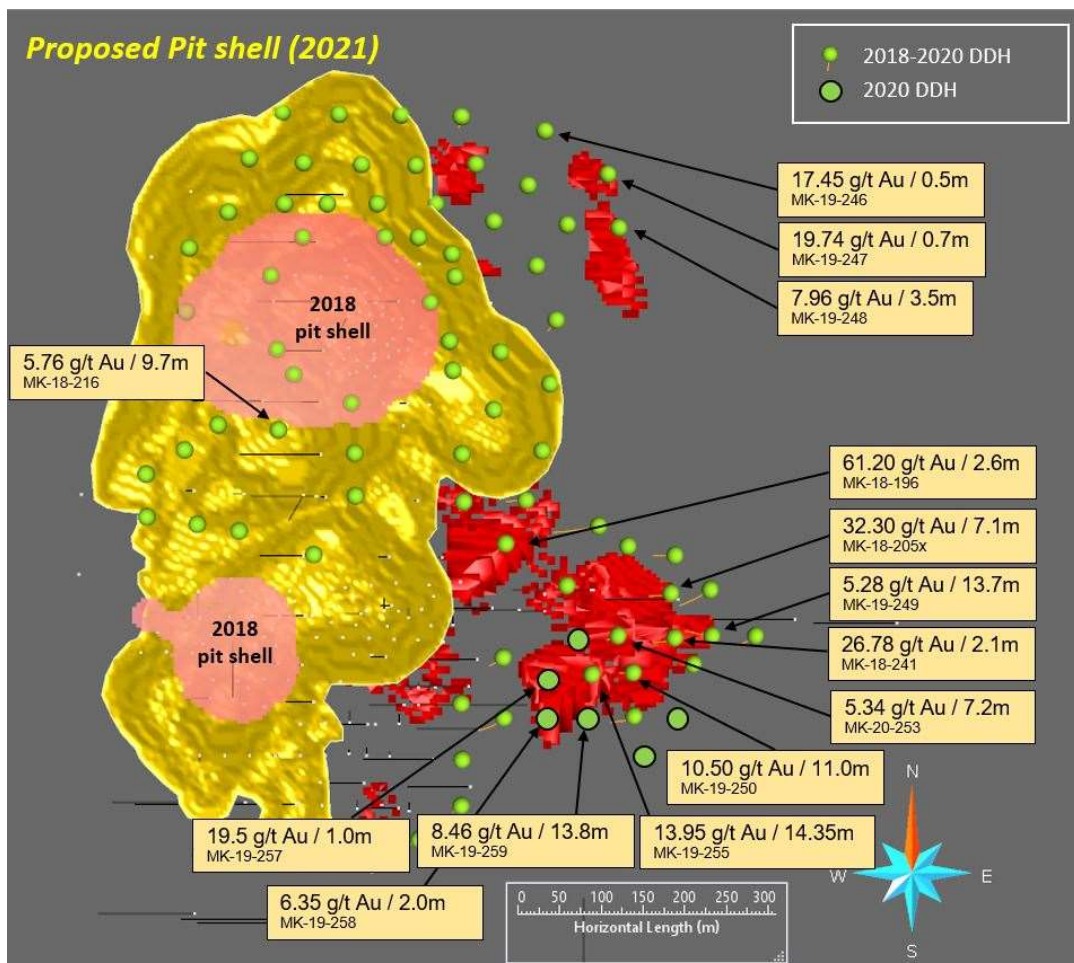 Proposed Pit shell (2021)
2018-2020 DDH
2020 DDH
17.45 g/t Au / 0.5m
MK-19-246
19.74 g/t Au / 0.7m
MK-19-247
7.96 g/t Au / 3.5m
MK-19-248
2018
pit shell
5.76 g/t Au / 9.7m
MK-18-216
61.20 g/t Au / 2.6m
MK-18-196
32.30 g/t Au / 7.1m
MK-18-205x
5.28 g/t Au / 13.7m
MK-19-249
26.78 g/t Au / 2.1m
MK-18-241
2018
pit shell
5.34 g/t Au / 7.2m
MK-20-253
10.50 g/t Au / 11.0m
MK-19-250
19.5 g/t Au / 1.0m
MK-19-257
8.46 g/t Au / 13.8m
MK-19-259
13.95 g/t Au / 14.35m
MK-19-255
6.35 g/t Au / 2.0m
MK-19-258
N
W
E
S
0 50 100 150 200 250 300
Horizontal Length (m)